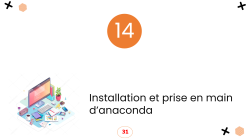 14
Installation et prise en main
d'anaconda
31